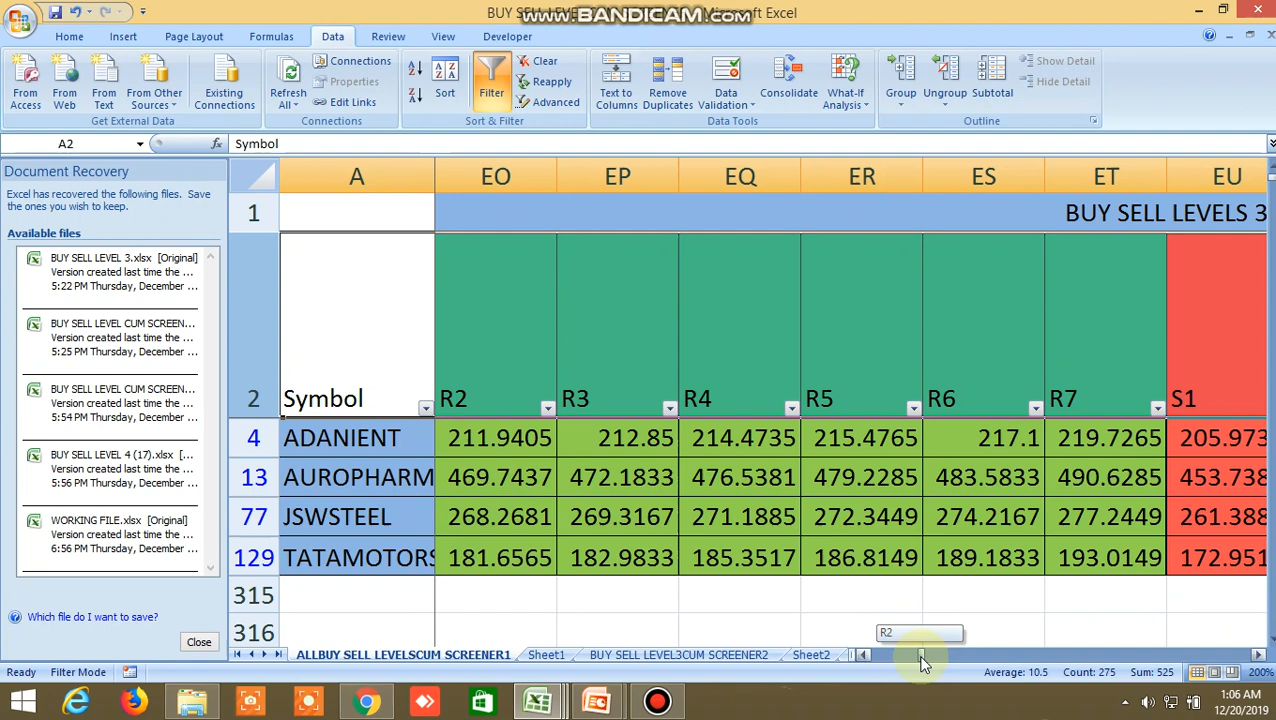 BUY SELL LEVEL
www.BANDICAM.com
Microsoft Excel
Home Insert Page Layout Formulas Data Review View Developer
From Access
From Web
From Text
From Other Sources
Existing Connections
Get External Data
Refresh All
Connections
Properties
Edit Links
Connections
Sort
Filter
Clear
Reapply
Advanced
Sort & Filter
Text to Columns
Remove Duplicates
Data Validation
Consolidate
What-If Analysis
Data Tools
Group
Ungroup
Subtotal
Show Detail
Hide Detail
Outline
A2 fx Symbol
Document Recovery
Excel has recovered the following files. Save
the ones you wish to keep.
Available files
BUY SELL LEVEL 3.xlsx [Original]
Version created last time the ...
5:22 PM Thursday, December ...
BUY SELL LEVEL CUM SCREEN...
Version created last time the ...
5:25 PM Thursday, December ...
BUY SELL LEVEL CUM SCREEN...
Version created last time the ...
5:54 PM Thursday, December ...
BUY SELL LEVEL 4 (17).xlsx [...
Version created last time the ...
5:56 PM Thursday, December ...
WORKING FILE.xlsx [Original]
Version created last time the ...
6:56 PM Thursday, December ...
Which file do I want to save?
Close
A EO EP EQ ER ES ET EU
1 BUY SELL LEVELS 3
2 Symbol R2 R3 R4 R5 R6 R7 S1
4 ADANIENT 211.9405 212.85 214.4735 215.4765 217.1 219.7265 205.973
13 AUROPHARM 469.7437 472.1833 476.5381 479.2285 483.5833 490.6285 453.738
77 JSWSTEEL 268.2681 269.3167 271.1885 272.3449 274.2167 277.2449 261.388
129 TATAMOTORS 181.6565 182.9833 185.3517 186.8149 189.1833 193.0149 172.951
315
316
R2
ALLBUY SELL LEVELSCUM SCREENER1 Sheet1 BUY SELL LEVEL3CUM SCREENER2 Sheet2
Ready Filter Mode Average: 10.5 Count: 275 Sum: 525 200%
1:06 AM
12/20/2019